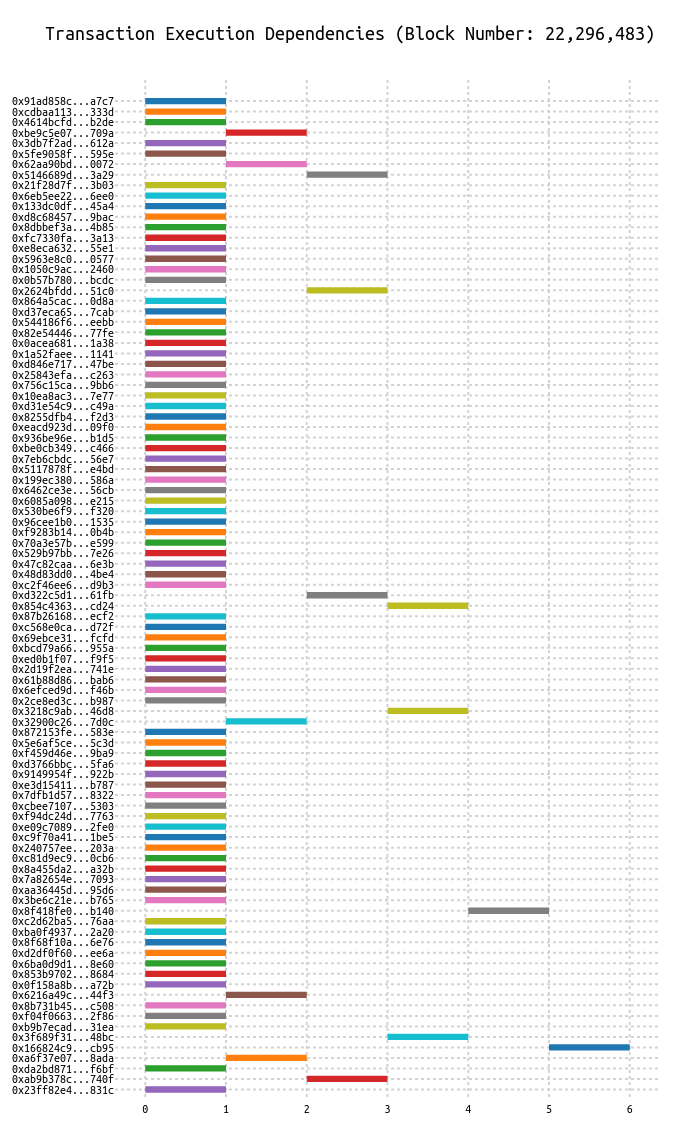 Transaction Execution Dependencies (Block Number: 22,296,483)
0x91ad858c...a7c7
0xcdbaa113...333d
0x4614bcfd...b2de
0xbe9c5e07...709a
0x3db7f2ad...612a
0x5fe9058f...595e
0x62aa90bd...0072
0x5146689d...3a29
0x21f28d7f...3b03
0x6eb5ee22...6ee0
0x133dc0df...45a4
0xd8c68457...9bac
0x8dbbef3a...4b85
0xfc7330fa...3a13
0xe8eca632...55e1
0x5963e8c0...0577
0x1050c9ac...2460
0x0b57b780...bcdc
0x2624bfdd...51c0
0x864a5cac...0d8a
0xd37eca65...7cab
0x544186f6...eebb
0x82e54446...77fe
0x0acea681...1a38
0x1a52faee...1141
0xd846e717...47be
0x25843efa...c263
0x756c15ca...9bb6
0x10ea8ac3...7e77
0xd31e54c9...c49a
0x8255dfb4...f2d3
0xeacd923d...09f0
0x936be96e...b1d5
0xbe0cb349...c466
0x7eb6cbdc...56e7
0x5117878f...e4bd
0x199ec380...586a
0x6462ce3e...56cb
0x6085a098...e215
0x530be6f9...f320
0x96cee1b0...1535
0xf9283b14...0b4b
0x70a3e57b...e599
0x529b97bb...7e26
0x47c82caa...6e3b
0x48d83dd0...4be4
0xc2f46ee6...d9b3
0xd322c5d1...61fb
0x854c4363...cd24
0x87b26168...ecf2
0xc568e0ca...d72f
0x69ebce31...fcfd
0xbcd79a66...955a
0xed0b1f07...f9f5
0x2d19f2ea...741e
0x61b88d86...bab6
0x6efced9d...f46b
0x2ce8ed3c...b987
0x3218c9ab...46d8
0x32900c26...7d0c
0x872153fe...583e
0x5e6af5ce...5c3d
0xf459d46e...9ba9
0xd3766bbc...5fa6
0x9149954f...922b
0xe3d15411...b787
0x7dfb1d57...8322
0xcbee7107...5303
0xf94dc24d...7763
0xe09c7089...2fe0
0xc9f70a41...1be5
0x240757ee...203a
0xc81d9ec9...0cb6
0x8a455da2...a32b
0x7a82654e...7093
0xaa36445d...95d6
0x3be6c21e...b765
0x8f418fe0...b140
0xc2d62ba5...76aa
0xba0f4937...2a20
0x8f68f10a...6e76
0xd2df0f60...ee6a
0x6ba0d9d1...8e60
0x853b9702...8684
0x0f158a8b...a72b
0x6216a49c...44f3
0x8b731b45...c508
0xf04f0663...2f86
0xb9b7ecad...31ea
0x3f689f31...48bc
0x166824c9...cb95
0xa6f37e07...8ada
0xda2bd871...f6bf
0xab9b378c...740f
0x23ff82e4...831c
0 1 2 3 4 5 6